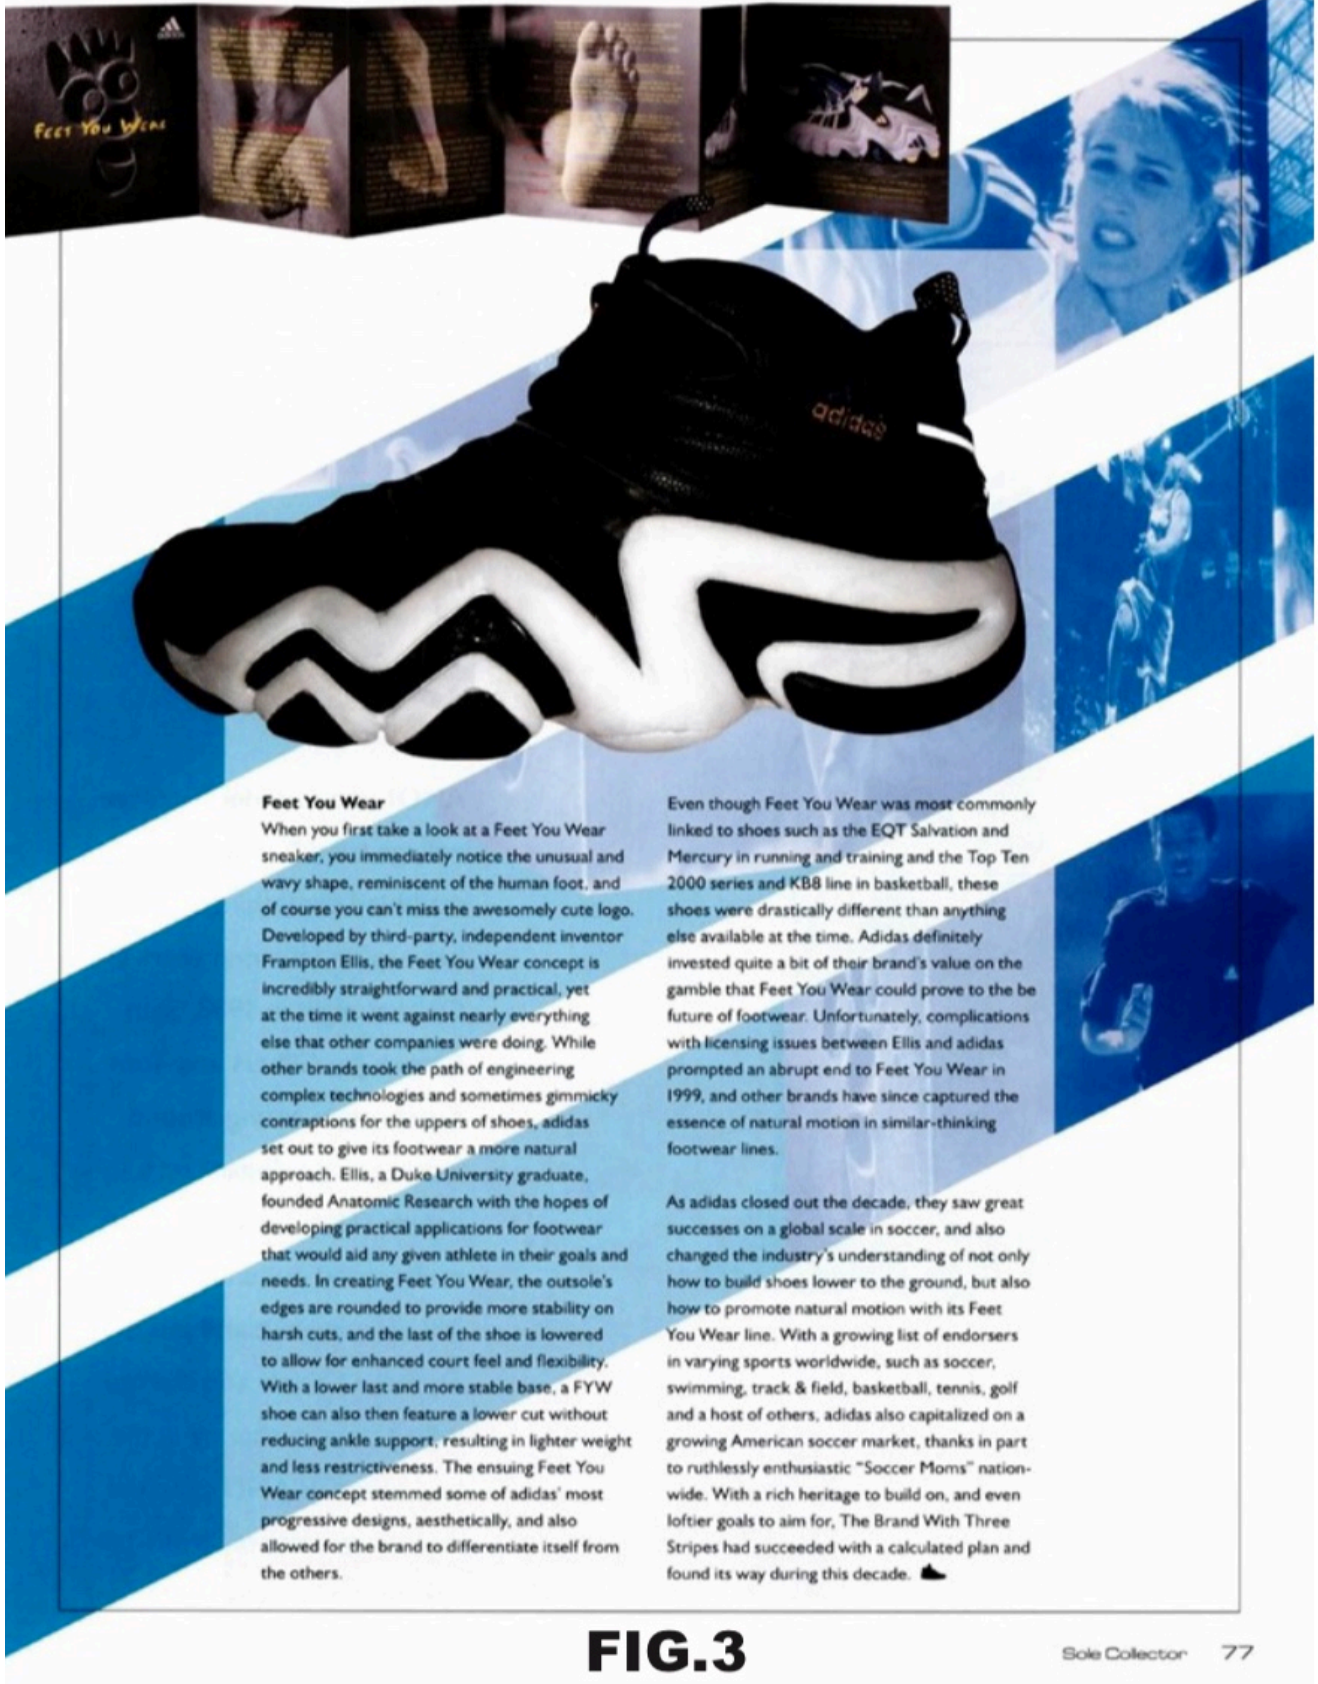 adidas
FEET YOU WEAR
adidas
Feet You Wear
When you first take a look at a Feet You Wear
sneaker, you immediately notice the unusual and
wavy shape, reminiscent of the human foot, and
of course you can't miss the awesomely cute logo.
Developed by third-party, independent inventor
Frampton Ellis, the Feet You Wear concept is
incredibly straightforward and practical, yet
at the time it went against nearly everything
else that other companies were doing. While
other brands took the path of engineering
complex technologies and sometimes gimmicky
contraptions for the uppers of shoes, adidas
set out to give its footwear a more natural
approach. Ellis, a Duke University graduate,
founded Anatomic Research with the hopes of
developing practical applications for footwear
that would aid any given athlete in their goals and
needs. In creating Feet You Wear, the outsole's
edges are rounded to provide more stability on
harsh cuts, and the last of the shoe is lowered
to allow for enhanced court feel and flexibility.
With a lower last and more stable base, a FYW
shoe can also then feature a lower cut without
reducing ankle support, resulting in lighter weight
and less restrictiveness. The ensuing Feet You
Wear concept stemmed some of adidas' most
progressive designs, aesthetically, and also
allowed for the brand to differentiate itself from
the others.
Even though Feet You Wear was most commonly
linked to shoes such as the EQT Salvation and
Mercury in running and training and the Top Ten
2000 series and KB8 line in basketball, these
shoes were drastically different than anything
else available at the time. Adidas definitely
invested quite a bit of their brand's value on the
gamble that Feet You Wear could prove to the be
future of footwear. Unfortunately, complications
with licensing issues between Ellis and adidas
prompted an abrupt end to Feet You Wear in
1999, and other brands have since captured the
essence of natural motion in similar-thinking
footwear lines.
As adidas closed out the decade, they saw great
successes on a global scale in soccer, and also
changed the industry's understanding of not only
how to build shoes lower to the ground, but also
how to promote natural motion with its Feet
You Wear line. With a growing list of endorsers
in varying sports worldwide, such as soccer,
swimming, track & field, basketball, tennis, golf
and a host of others, adidas also capitalized on a
growing American soccer market, thanks in part
to ruthlessly enthusiastic "Soccer Moms" nation-
wide. With a rich heritage to build on, and even
loftier goals to aim for, The Brand With Three
Stripes had succeeded with a calculated plan and
found its way during this decade.
FIG.3
Sole Collector 77